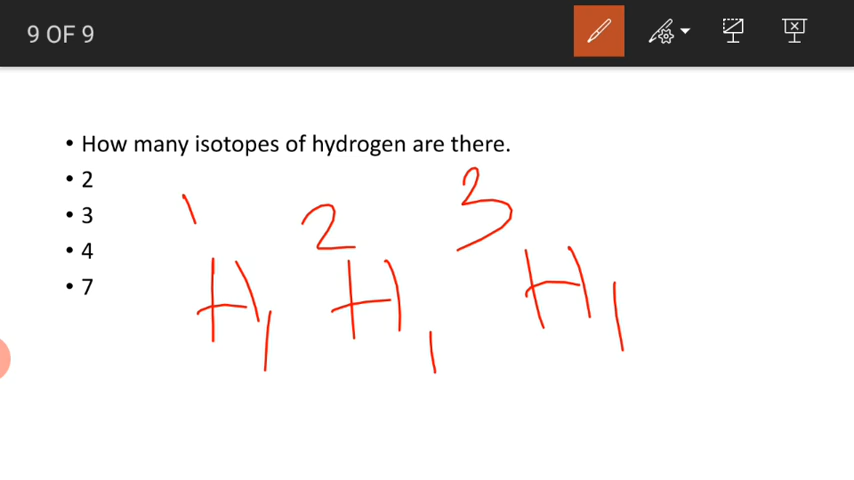 9 OF 9
• How many isotopes of hydrogen are there.
• 2
• 3
• 4
• 7
1 2 3
H1 H1 H1